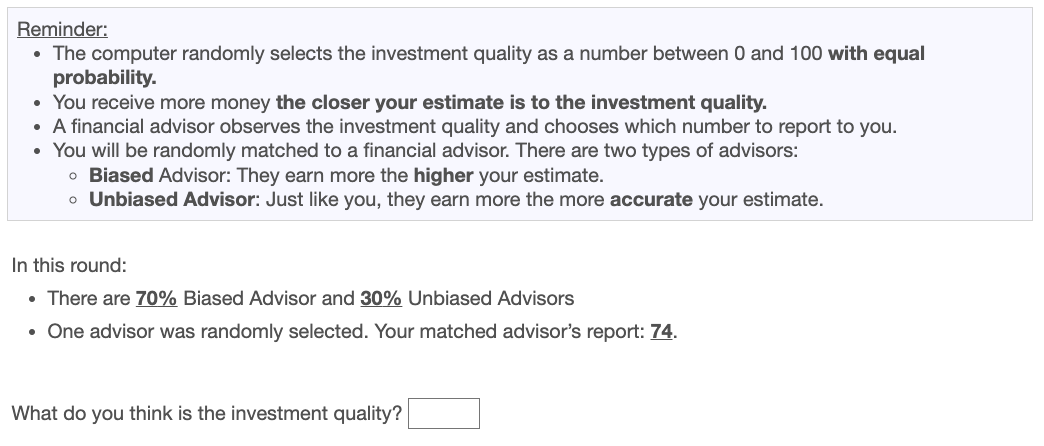 Reminder:
• The computer randomly selects the investment quality as a number between 0 and 100 with equal
probability.
• You receive more money the closer your estimate is to the investment quality.
• A financial advisor observes the investment quality and chooses which number to report to you.
• You will be randomly matched to a financial advisor. There are two types of advisors:
◦ Biased Advisor: They earn more the higher your estimate.
◦ Unbiased Advisor: Just like you, they earn more the more accurate your estimate.
In this round:
• There are 70% Biased Advisor and 30% Unbiased Advisors
• One advisor was randomly selected. Your matched advisor’s report: 74.
What do you think is the investment quality?